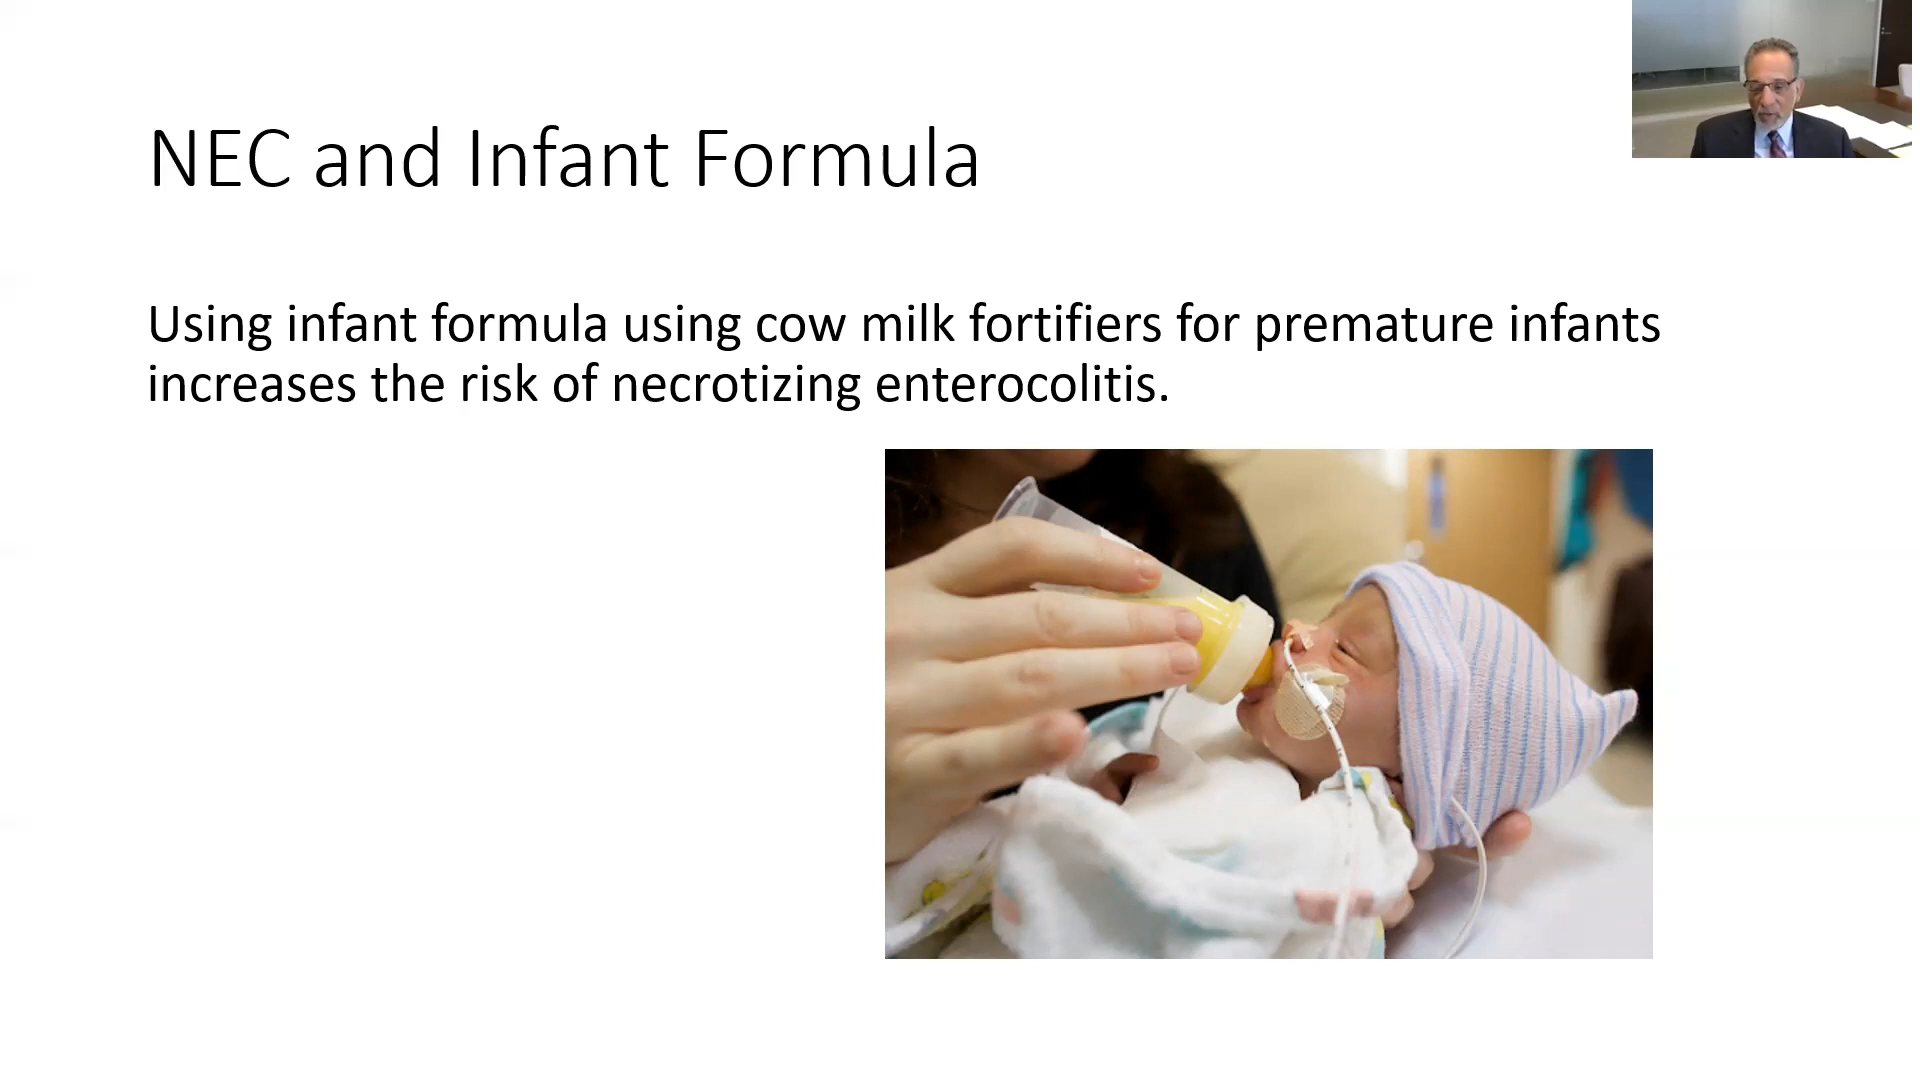 NEC and Infant Formula
Using infant formula using cow milk fortifiers for premature infants
increases the risk of necrotizing enterocolitis.